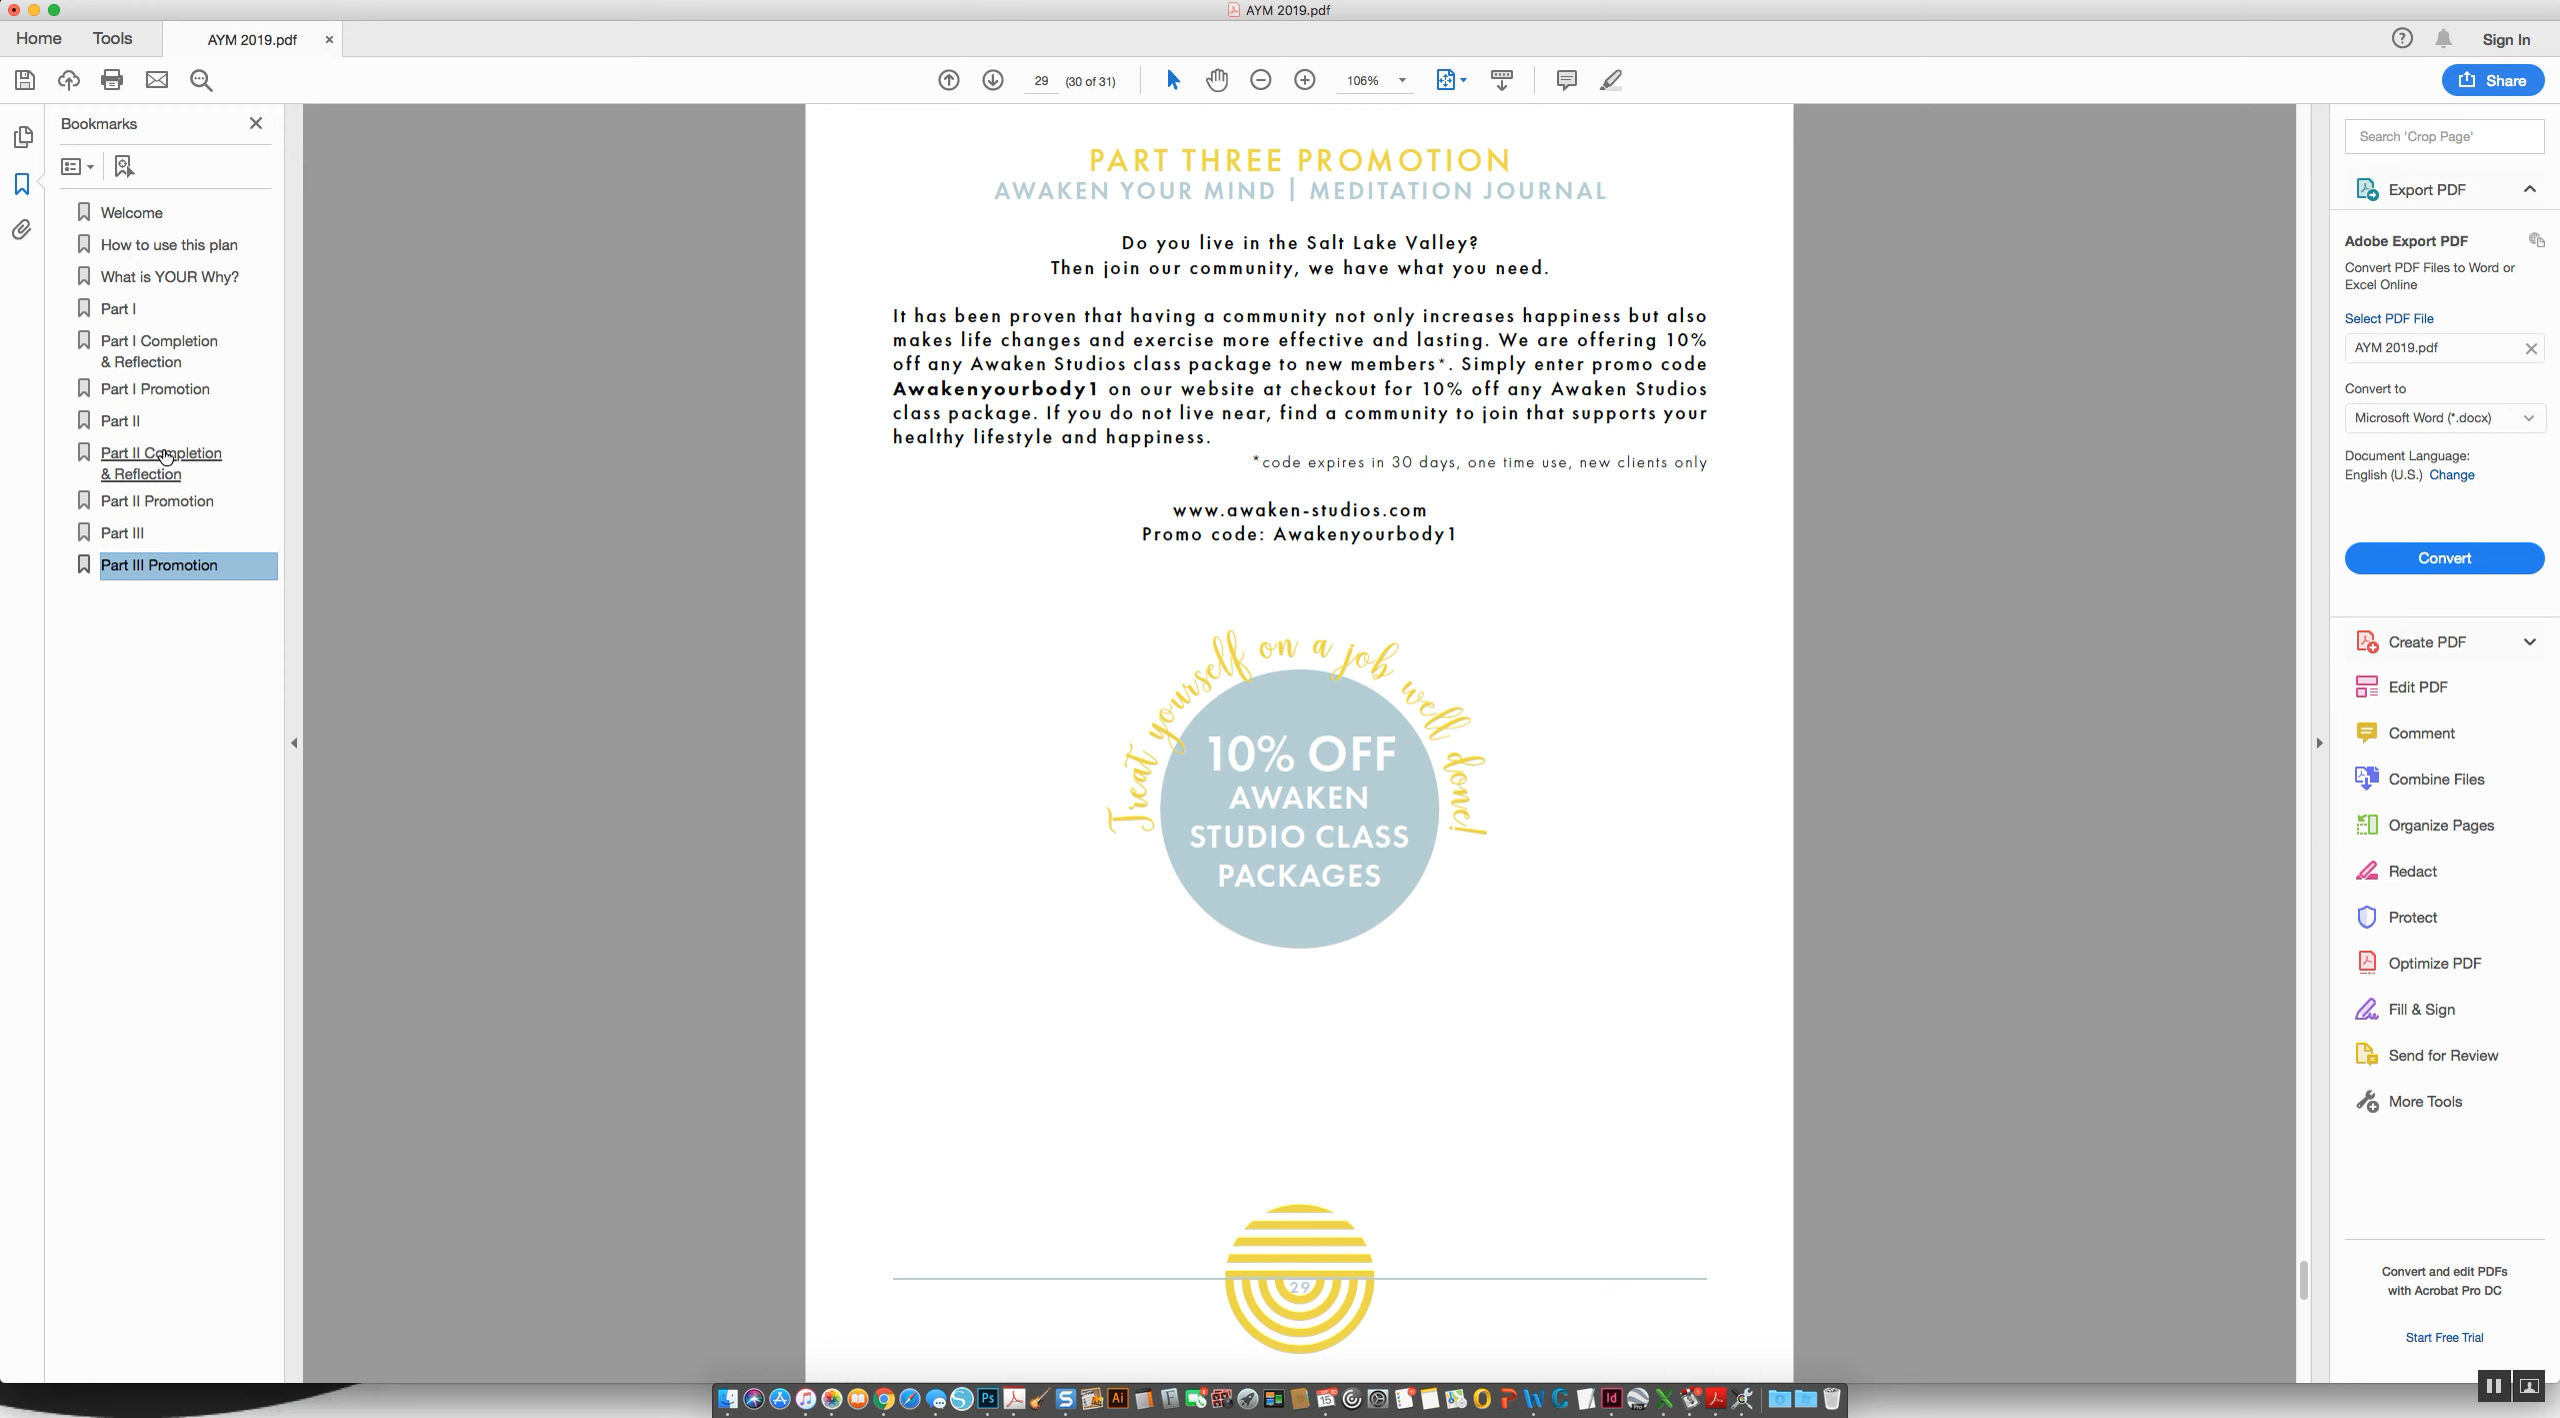 AYM 2019.pdf
Home
Tools
AYM 2019.pdf
Sign In
29
(30 of 31)
106%
Share
Bookmarks
Welcome
How to use this plan
What is YOUR Why?
Part I
Part I Completion
& Reflection
Part I Promotion
Part II
Part II Completion
& Reflection
Part II Promotion
Part III
Part III Promotion
PART THREE PROMOTION
AWAKEN YOUR MIND | MEDITATION JOURNAL
Do you live in the Salt Lake Valley?
Then join our community, we have what you need.
It has been proven that having a community not only increases happiness but also
makes life changes and exercise more effective and lasting. We are offering 10%
off any Awaken Studios class package to new members*. Simply enter promo code
Awakenyourbody1 on our website at checkout for 10% off any Awaken Studios
class package. If you do not live near, find a community to join that supports your
healthy lifestyle and happiness.
*code expires in 30 days, one time use, new clients only
www.awaken-studios.com
Promo code: Awakenyourbody1
Treat yourself on a job well done!
10% OFF
AWAKEN
STUDIO CLASS
PACKAGES
29
Search 'Crop Page'
Export PDF
Adobe Export PDF
Convert PDF Files to Word or
Excel Online
Select PDF File
AYM 2019.pdf
Convert to
Microsoft Word (*.docx)
Document Language:
English (U.S.) Change
Convert
Create PDF
Edit PDF
Comment
Combine Files
Organize Pages
Redact
Protect
Optimize PDF
Fill & Sign
Send for Review
More Tools
Convert and edit PDFs
with Acrobat Pro DC
Start Free Trial
Ps
Ai
15
Id